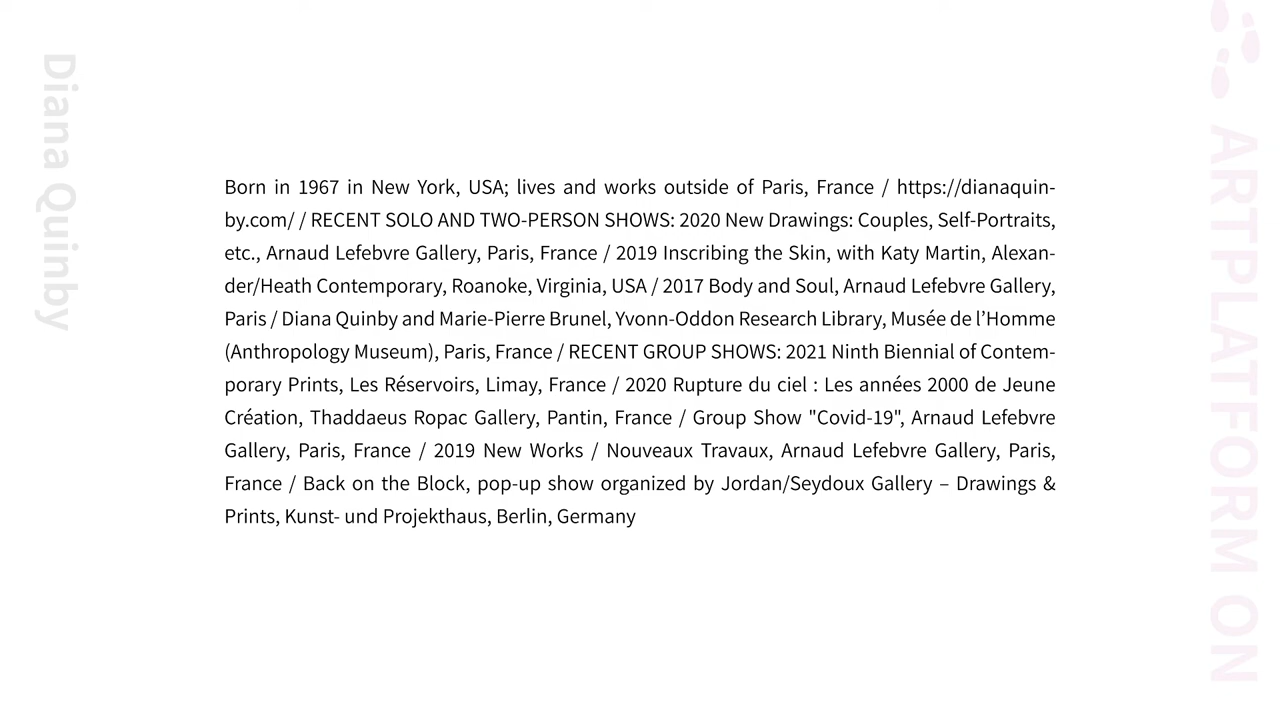 Diana Quinby
Born in 1967 in New York, USA; lives and works outside of Paris, France / https://dianaquin-
by.com/ / RECENT SOLO AND TWO-PERSON SHOWS: 2020 New Drawings: Couples, Self-Portraits,
etc., Arnaud Lefebvre Gallery, Paris, France / 2019 Inscribing the Skin, with Katy Martin, Alexan-
der/Heath Contemporary, Roanoke, Virginia, USA / 2017 Body and Soul, Arnaud Lefebvre Gallery,
Paris / Diana Quinby and Marie-Pierre Brunel, Yvonn-Oddon Research Library, Musée de l’Homme
(Anthropology Museum), Paris, France / RECENT GROUP SHOWS: 2021 Ninth Biennial of Contem-
porary Prints, Les Réservoirs, Limay, France / 2020 Rupture du ciel : Les années 2000 de Jeune
Création, Thaddaeus Ropac Gallery, Pantin, France / Group Show "Covid-19", Arnaud Lefebvre
Gallery, Paris, France / 2019 New Works / Nouveaux Travaux, Arnaud Lefebvre Gallery, Paris,
France / Back on the Block, pop-up show organized by Jordan/Seydoux Gallery – Drawings &
Prints, Kunst- und Projekthaus, Berlin, Germany
ARTPLATFORM ON